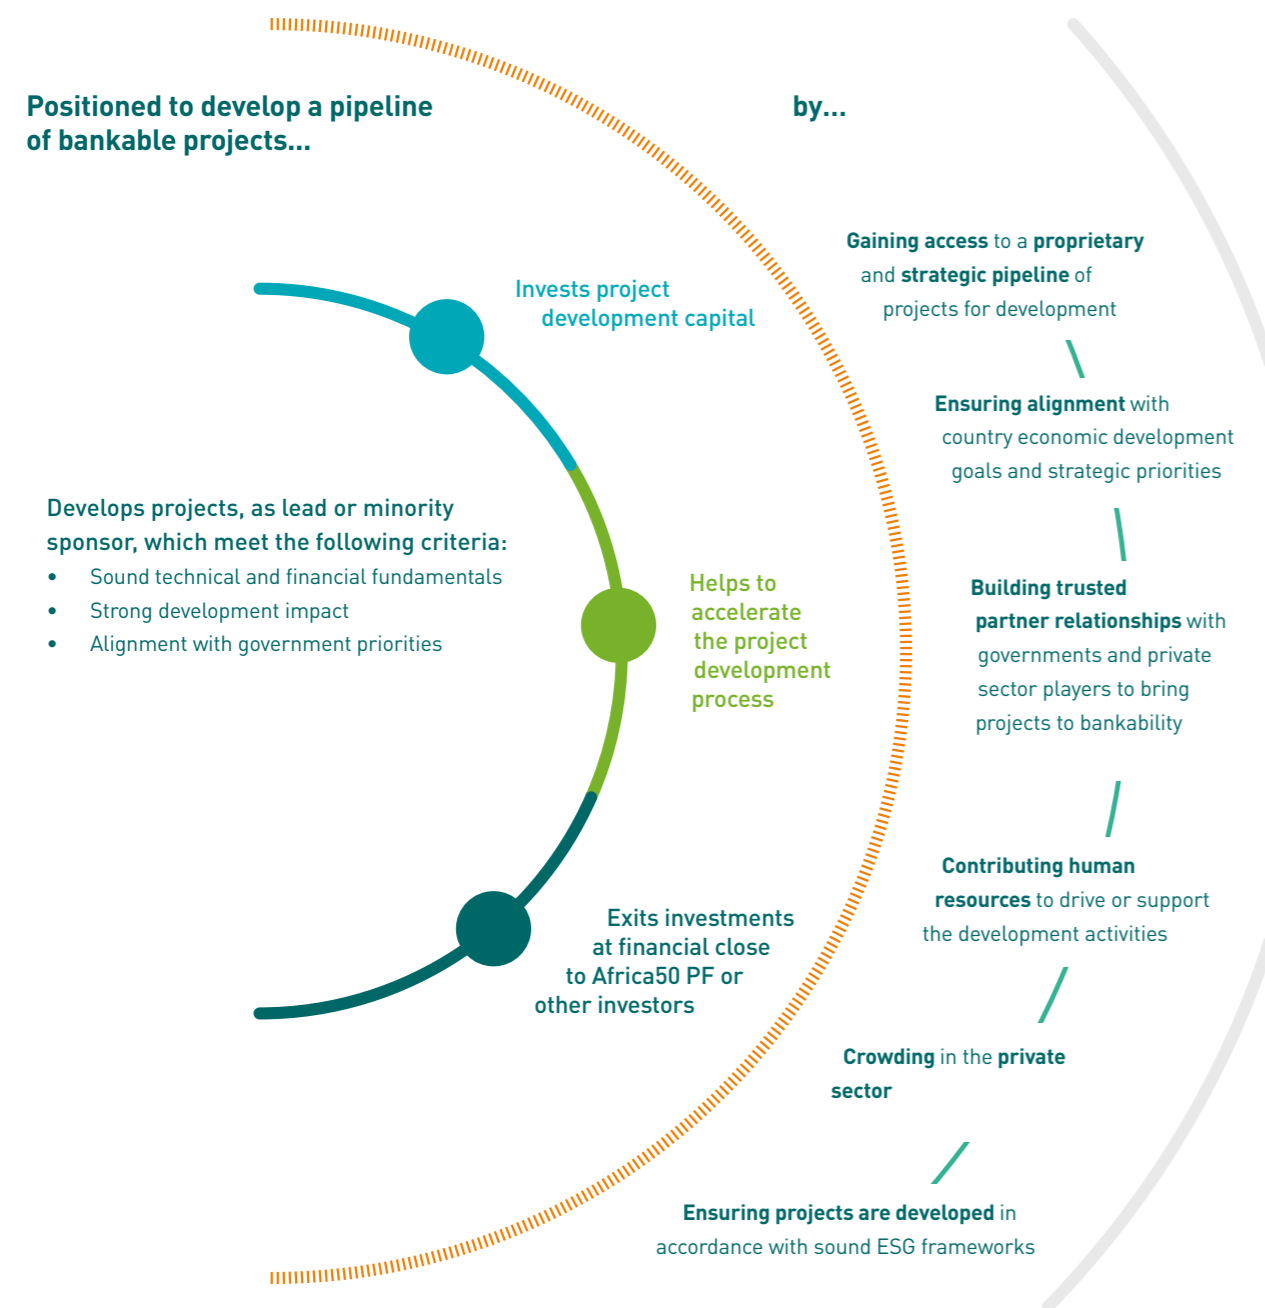 Positioned to develop a pipeline
of bankable projects...
by...
Develops projects, as lead or minority
sponsor, which meet the following criteria:
• Sound technical and financial fundamentals
• Strong development impact
• Alignment with government priorities
Invests project
development capital
Helps to
accelerate
the project
development
process
Exits investments
at financial close
to Africa50 PF or
other investors
Gaining access to a proprietary
and strategic pipeline of
projects for development
Ensuring alignment with
country economic development
goals and strategic priorities
Building trusted
partner relationships with
governments and private
sector players to bring
projects to bankability
Contributing human
resources to drive or support
the development activities
Crowding in the private
sector
Ensuring projects are developed in
accordance with sound ESG frameworks